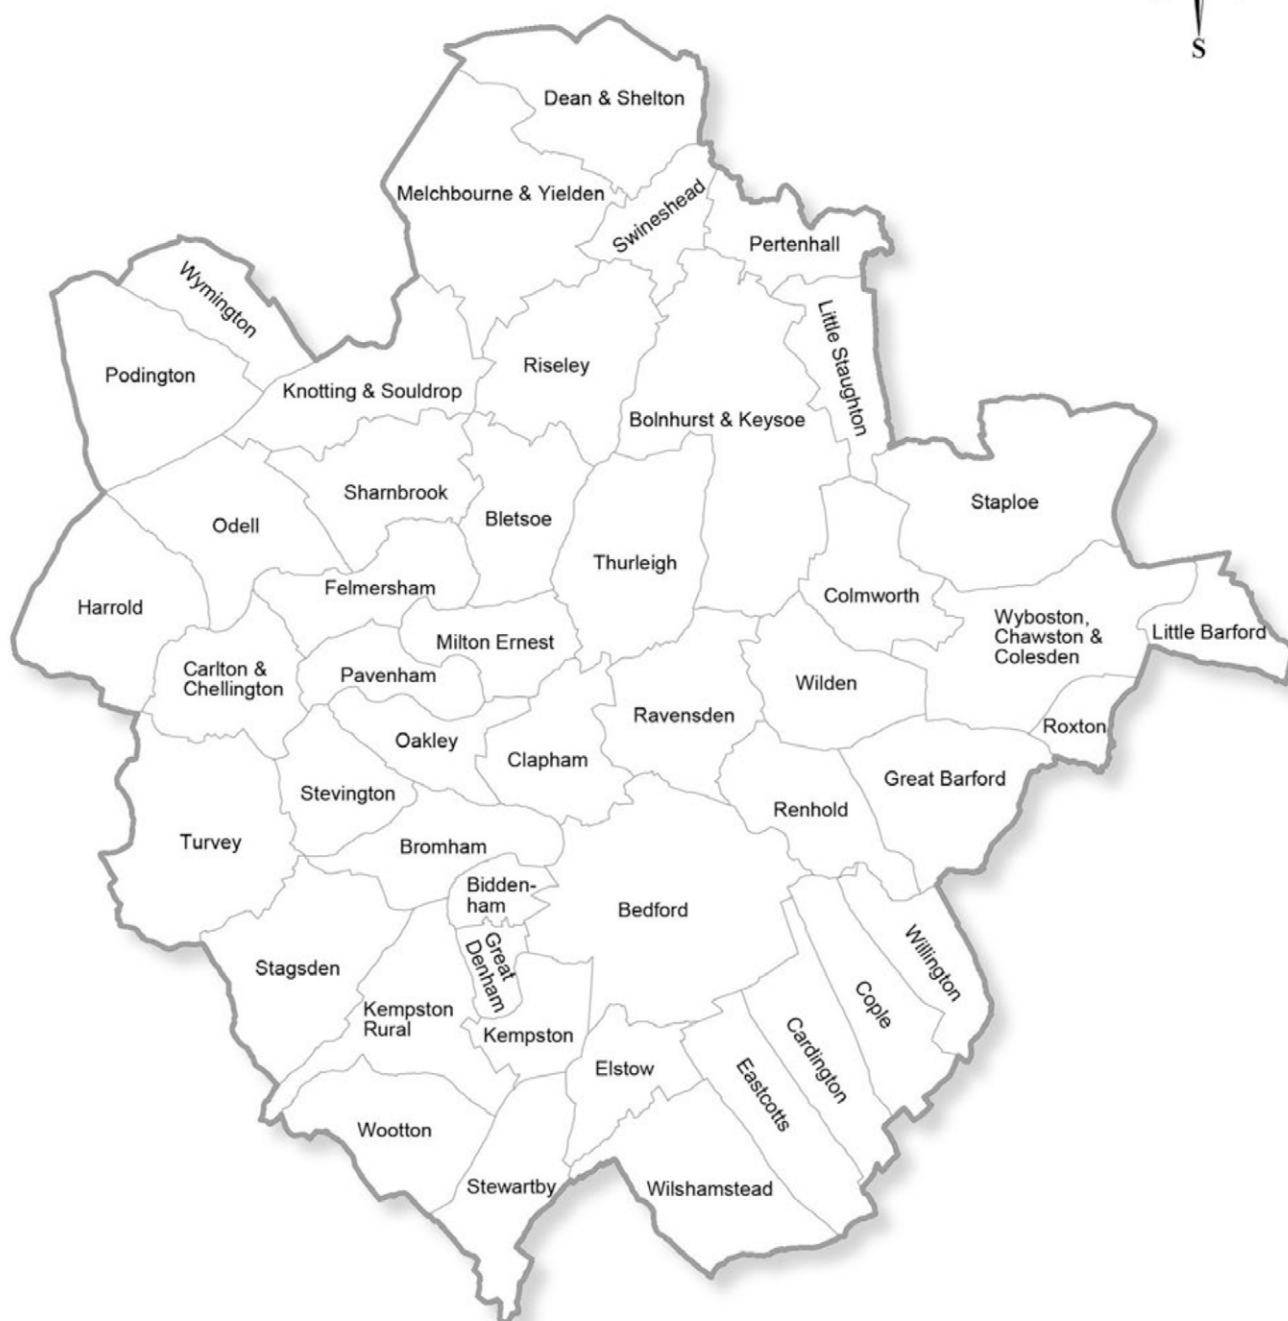 S
Dean & Shelton
Melchbourne & Yielden
Swineshead
Pertenhall
Wymington
Podington
Knotting & Souldrop
Riseley
Little Staughton
Bolnhurst & Keysoe
Sharnbrook
Odell
Bletsoe
Staploe
Thurleigh
Felmersham
Harrold
Colmworth
Wyboston,
Chawston &
Colesden
Little Barford
Milton Ernest
Carlton &
Chellington
Pavenham
Wilden
Ravensden
Roxton
Oakley
Clapham
Great Barford
Stevington
Renhold
Turvey
Bromham
Bidden-
ham
Bedford
Great
Denham
Willington
Stagsden
Cople
Kempston
Rural
Kempston
Cardington
Elstow
Eastcotts
Wootton
Stewartby
Wilshamstead